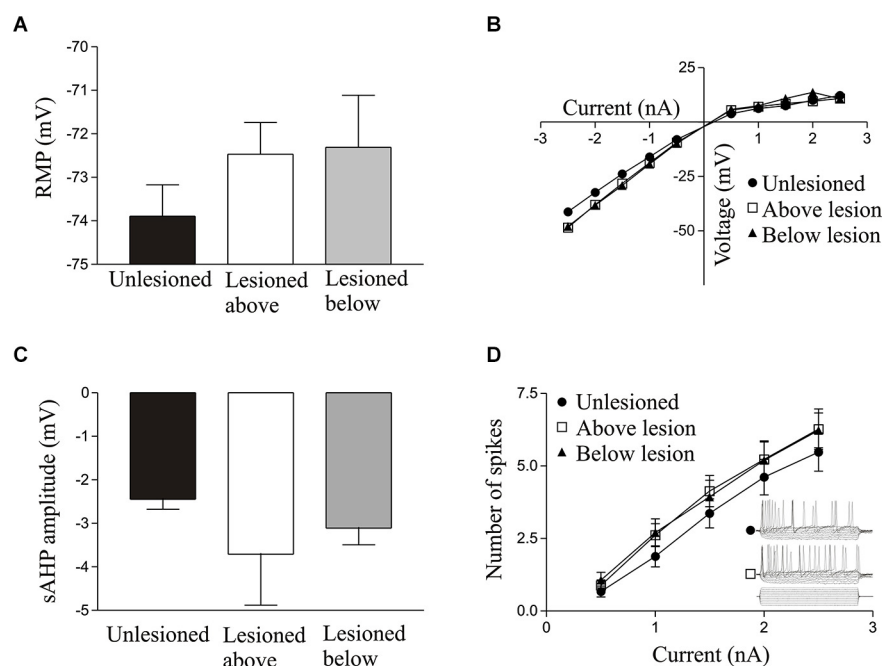 A
-70
-71
-72
-73
-74
-75
RMP (mV)
Unlesioned
Lesioned
above
Lesioned
below
B
25
Current (nA)
-3
-2
-1
1
2
3
-25
-50
Voltage (mV)
Unlesioned
Above lesion
Below lesion
C
0
-1
-2
-3
-4
-5
sAHP amplitude (mV)
Unlesioned
Lesioned
above
Lesioned
below
D
7.5
5.0
2.5
0.0
Number of spikes
Unlesioned
Above lesion
Below lesion
0
1
2
3
Current (nA)